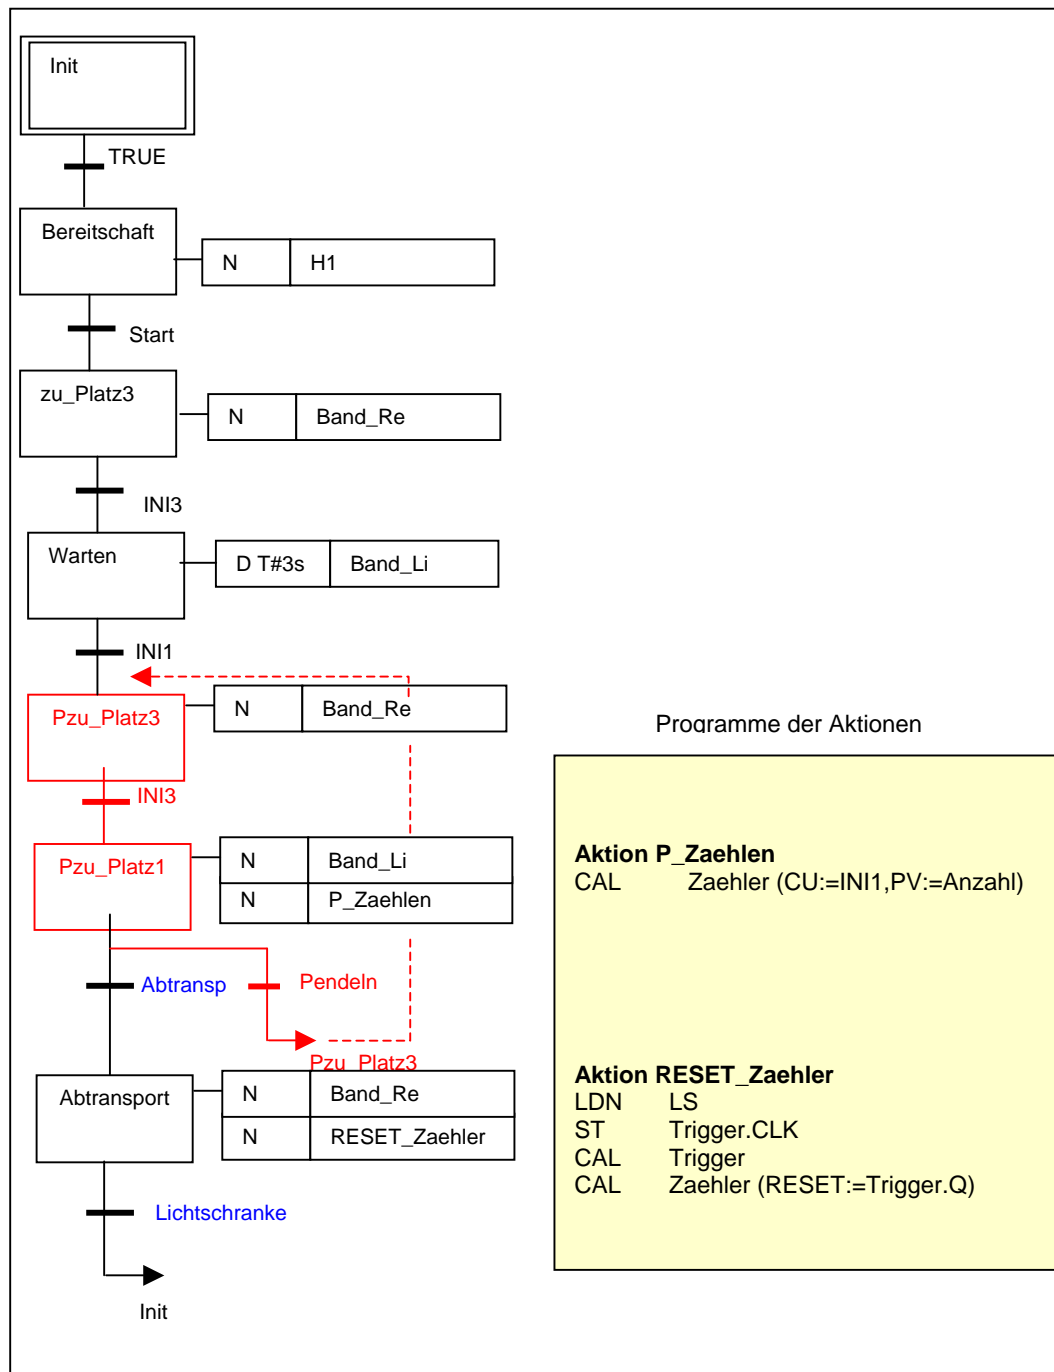 Init
TRUE
Bereitschaft
N H1
Start
zu_Platz3
N Band_Re
INI3
Warten
D T#3s Band_Li
INI1
Pzu_Platz3
N Band_Re
INI3
Pzu_Platz1
N Band_Li
N P_Zaehlen
Abtransp
Pendeln
Pzu_Platz3
Abtransport
N Band_Re
N RESET_Zaehler
Lichtschranke
Init
Programme der Aktionen
Aktion P_Zaehlen
CAL Zaehler (CU:=INI1,PV:=Anzahl)
Aktion RESET_Zaehler
LDN LS
ST Trigger.CLK
CAL Trigger
CAL Zaehler (RESET:=Trigger.Q)